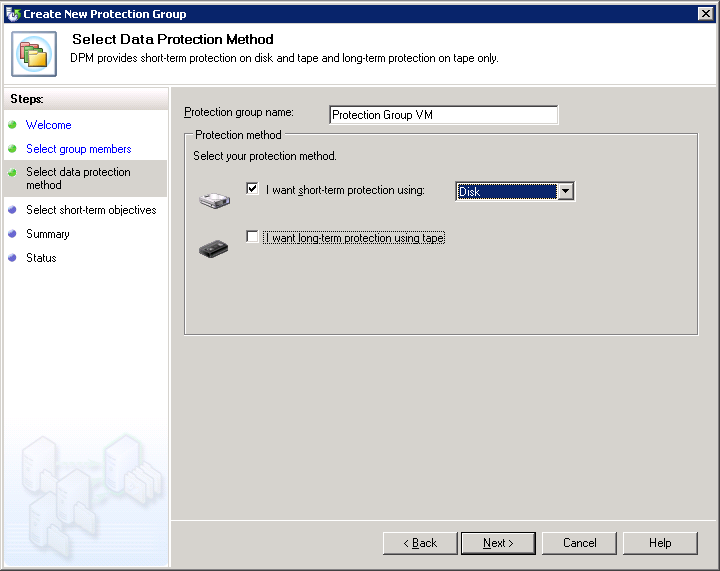 Create New Protection Group
Select Data Protection Method
DPM provides short-term protection on disk and tape and long-term protection on tape only.
Steps:
Welcome
Select group members
Select data protection
method
Select short-term objectives
Summary
Status
Protection group name:
Protection Group VM
Protection method
Select your protection method.
I want short-term protection using:
Disk
I want long-term protection using tape
< Back
Next >
Cancel
Help